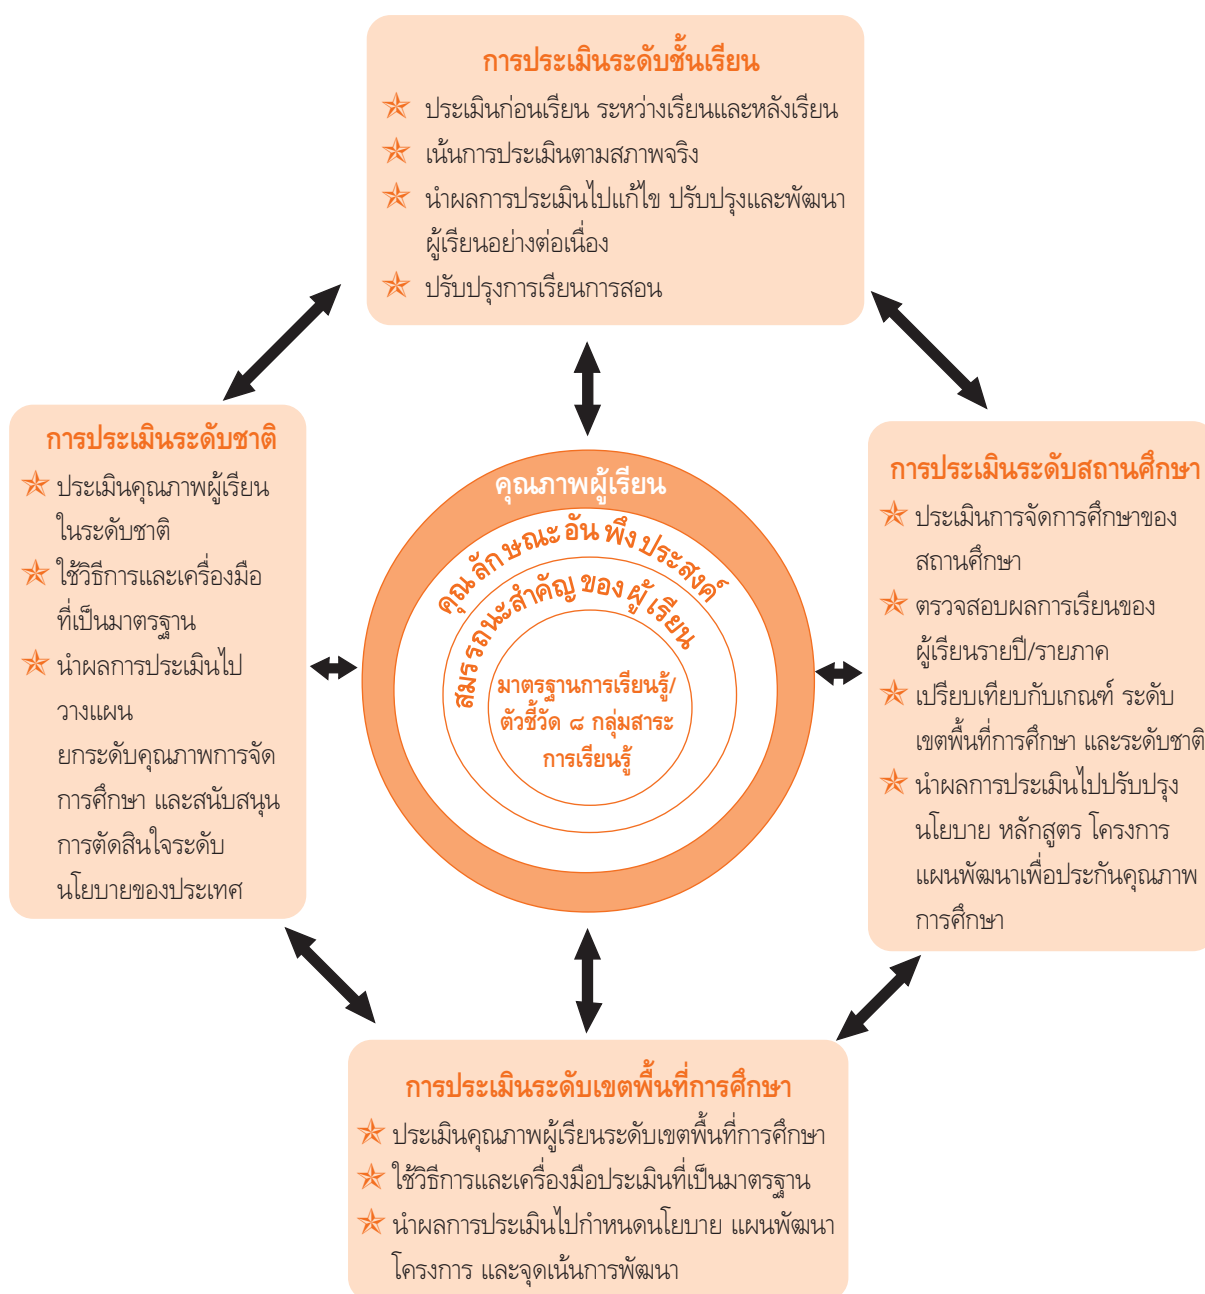 การประเมินระดับชั้นเรียน
ประเมินก่อนเรียน ระหว่างเรียนและหลังเรียน
เน้นการประเมินตามสภาพจริง
นำผลการประเมินไปแก้ไข ปรับปรุงและพัฒนา
ผู้เรียนอย่างต่อเนื่อง
ปรับปรุงการเรียนการสอน
การประเมินระดับชาติ
ประเมินคุณภาพผู้เรียน
ในระดับชาติ
ใช้วิธีการและเครื่องมือ
ที่เป็นมาตรฐาน
นำผลการประเมินไป
วางแผน
ยกระดับคุณภาพการจัด
การศึกษา และสนับสนุน
การตัดสินใจระดับ
นโยบายของประเทศ
คุณภาพผู้เรียน
คุณลักษณะอันพึงประสงค์
สมรรถนะสำคัญของผู้เรียน
มาตรฐานการเรียนรู้/
ตัวชี้วัด ๘ กลุ่มสาระ
การเรียนรู้
การประเมินระดับสถานศึกษา
ประเมินการจัดการศึกษาของ
สถานศึกษา
ตรวจสอบผลการเรียนของ
ผู้เรียนรายปี/รายภาค
เปรียบเทียบกับเกณฑ์ ระดับ
เขตพื้นที่การศึกษา และระดับชาติ
นำผลการประเมินไปปรับปรุง
นโยบาย หลักสูตร โครงการ
แผนพัฒนาเพื่อประกันคุณภาพ
การศึกษา
การประเมินระดับเขตพื้นที่การศึกษา
ประเมินคุณภาพผู้เรียนระดับเขตพื้นที่การศึกษา
ใช้วิธีการและเครื่องมือประเมินที่เป็นมาตรฐาน
นำผลการประเมินไปกำหนดนโยบาย แผนพัฒนา
โครงการ และจุดเน้นการพัฒนา